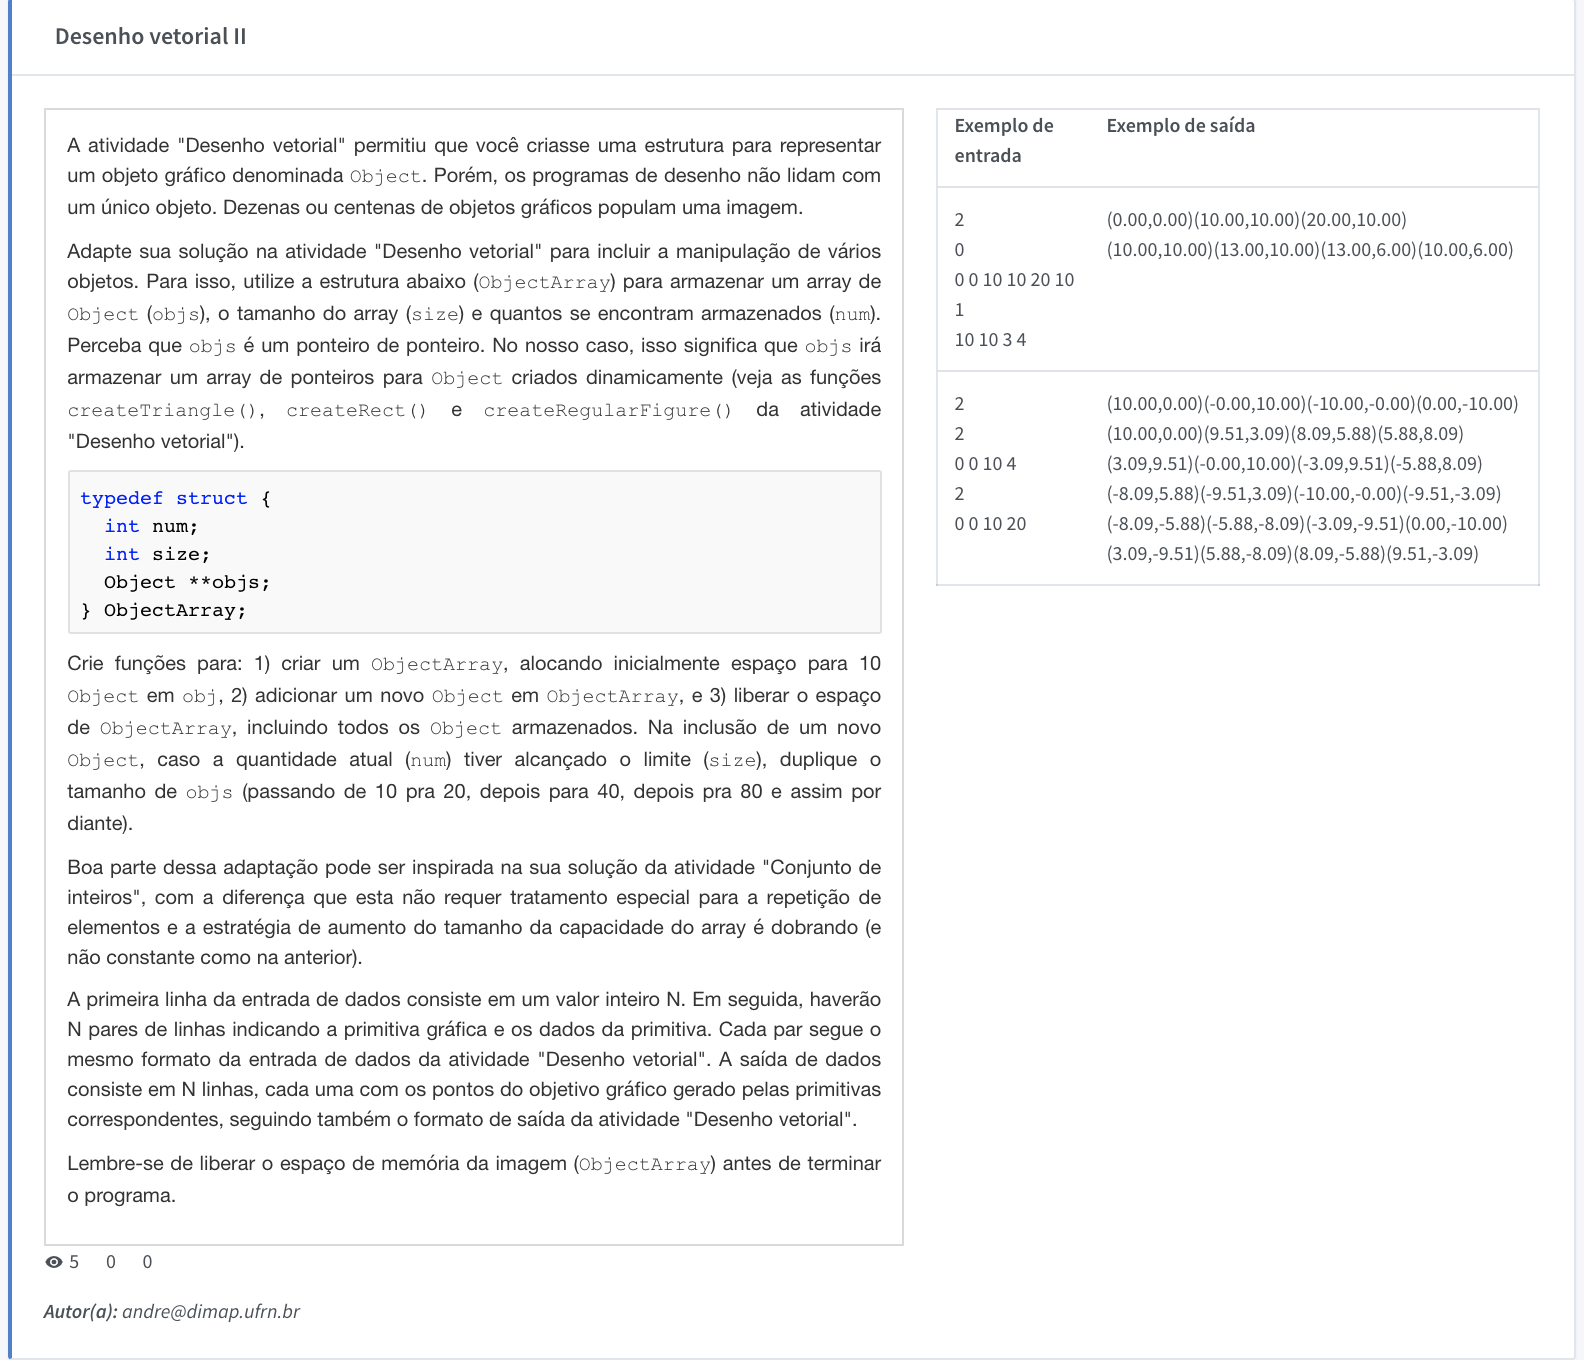 Desenho vetorial II
A atividade "Desenho vetorial" permitiu que você criasse uma estrutura para representar
um objeto gráfico denominada Object. Porém, os programas de desenho não lidam com
um único objeto. Dezenas ou centenas de objetos gráficos populam uma imagem.
Adapte sua solução na atividade "Desenho vetorial" para incluir a manipulação de vários
objetos. Para isso, utilize a estrutura abaixo (ObjectArray) para armazenar um array de
Object (objs), o tamanho do array (size) e quantos se encontram armazenados (num).
Perceba que objs é um ponteiro de ponteiro. No nosso caso, isso significa que objs irá
armazenar um array de ponteiros para Object criados dinamicamente (veja as funções
createTriangle(), createRect() e createRegularFigure() da atividade
"Desenho vetorial").
typedef struct {
int num;
int size;
Object **objs;
} ObjectArray;
Crie funções para: 1) criar um ObjectArray, alocando inicialmente espaço para 10
Object em obj, 2) adicionar um novo Object em ObjectArray, e 3) liberar o espaço
de ObjectArray, incluindo todos os Object armazenados. Na inclusão de um novo
Object, caso a quantidade atual (num) tiver alcançado o limite (size), duplique o
tamanho de objs (passando de 10 pra 20, depois para 40, depois pra 80 e assim por
diante).
Boa parte dessa adaptação pode ser inspirada na sua solução da atividade "Conjunto de
inteiros", com a diferença que esta não requer tratamento especial para a repetição de
elementos e a estratégia de aumento do tamanho da capacidade do array é dobrando (e
não constante como na anterior).
A primeira linha da entrada de dados consiste em um valor inteiro N. Em seguida, haverão
N pares de linhas indicando a primitiva gráfica e os dados da primitiva. Cada par segue o
mesmo formato da entrada de dados da atividade "Desenho vetorial". A saída de dados
consiste em N linhas, cada uma com os pontos do objetivo gráfico gerado pelas primitivas
correspondentes, seguindo também o formato de saída da atividade "Desenho vetorial".
Lembre-se de liberar o espaço de memória da imagem (ObjectArray) antes de terminar
o programa.
5 0 0
Autor(a): andre@dimap.ufrn.br
Exemplo de
entrada
Exemplo de saída
2
0
0 0 10 10 20 10
1
10 10 3 4
(0.00,0.00)(10.00,10.00)(20.00,10.00)
(10.00,10.00)(13.00,10.00)(13.00,6.00)(10.00,6.00)
2
2
0 0 10 4
2
0 0 10 20
(10.00,0.00)(-0.00,10.00)(-10.00,-0.00)(0.00,-10.00)
(10.00,0.00)(9.51,3.09)(8.09,5.88)(5.88,8.09)
(3.09,9.51)(-0.00,10.00)(-3.09,9.51)(-5.88,8.09)
(-8.09,5.88)(-9.51,3.09)(-10.00,-0.00)(-9.51,-3.09)
(-8.09,-5.88)(-5.88,-8.09)(-3.09,-9.51)(0.00,-10.00)
(3.09,-9.51)(5.88,-8.09)(8.09,-5.88)(9.51,-3.09)